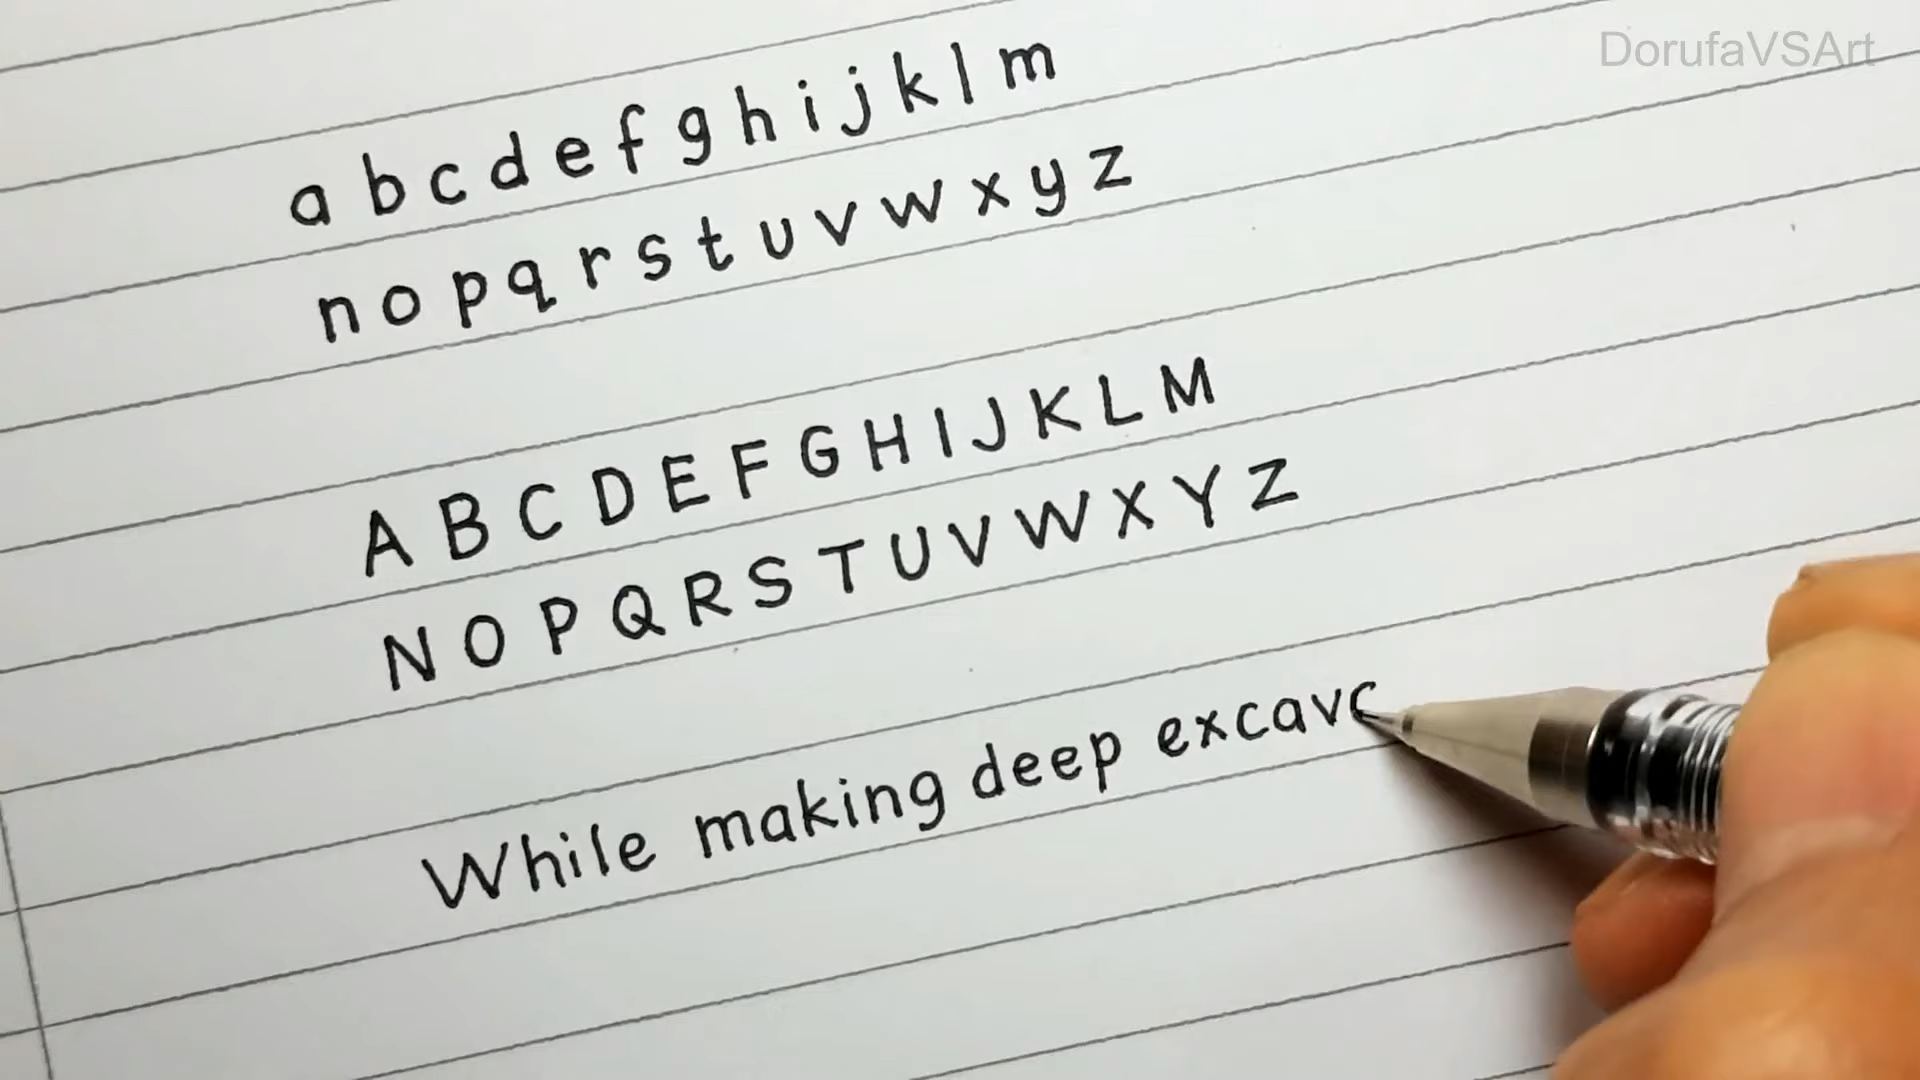 DorufaVSArt
a b c d e f g h i j k l m
n o p q r s t u v w x y z
A B C D E F G H I J K L M
N O P Q R S T U V W X Y Z
While making deep excavc